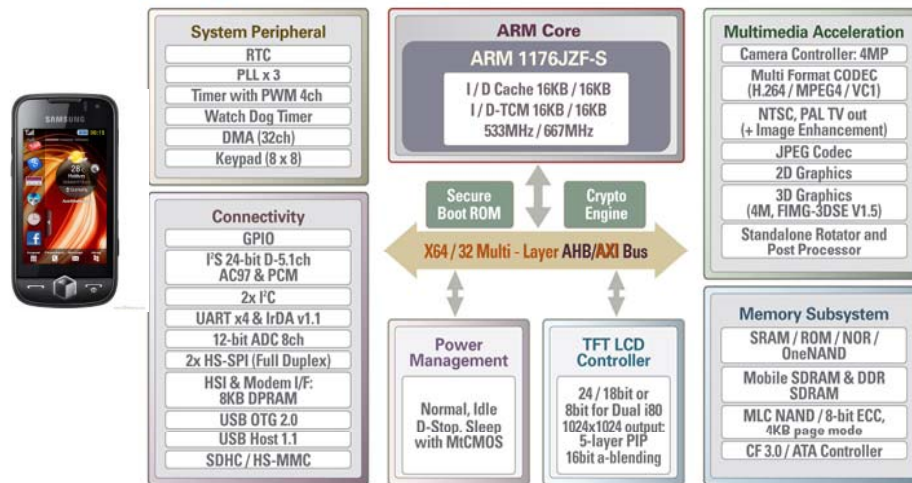 System Peripheral
RTC
PLL x 3
Timer with PWM 4ch
Watch Dog Timer
DMA (32ch)
Keypad (8 x 8)
Connectivity
GPIO
I²S 24-bit D-5.1ch
AC97 & PCM
2x I²C
UART x4 & IrDA v1.1
12-bit ADC 8ch
2x HS-SPI (Full Duplex)
HSI & Modem I/F:
8KB DPRAM
USB OTG 2.0
USB Host 1.1
SDHC / HS-MMC
ARM Core
ARM 1176JZF-S
I / D Cache 16KB / 16KB
I / D-TCM 16KB / 16KB
533MHz / 667MHz
Secure
Boot ROM
Crypto
Engine
X64 / 32 Multi - Layer AHB/AXI Bus
Power
Management
Normal, Idle
D-Stop. Sleep
with MtCMOS
TFT LCD
Controller
24 / 18bit or
8bit for Dual i80
1024x1024 output:
5-layer PIP
16bit a-blending
Multimedia Acceleration
Camera Controller: 4MP
Multi Format CODEC
(H.264 / MPEG4 / VC1)
NTSC, PAL TV out
(+ Image Enhancement)
JPEG Codec
2D Graphics
3D Graphics
(4M, FIMG-3DSE V1.5)
Standalone Rotator and
Post Processor
Memory Subsystem
SRAM / ROM / NOR /
OneNAND
Mobile SDRAM & DDR
SDRAM
MLC NAND / 8-bit ECC,
4KB page mode
CF 3.0 / ATA Controller
SAMSUNG